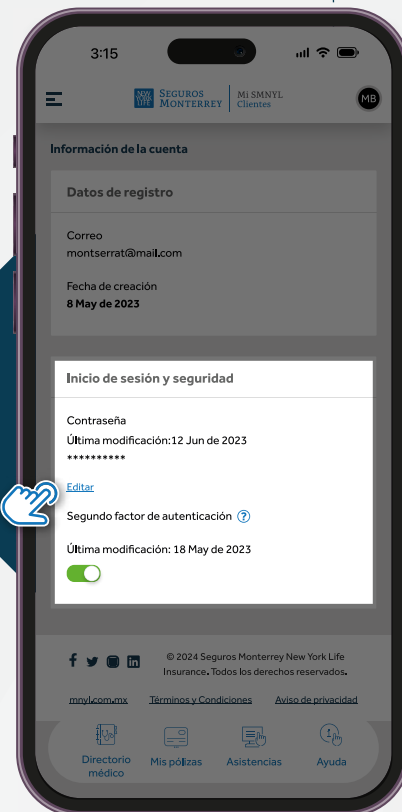 3:15
NEW YORK LIFE
SEGUROS MONTERREY
Mi SMNYL Clientes
MB
Información de la cuenta
Datos de registro
Correo
montserrat@mail.com
Fecha de creación
8 May de 2023
Inicio de sesión y seguridad
Contraseña
Última modificación:12 Jun de 2023
**********
Editar
Segundo factor de autenticación ?
Última modificación: 18 May de 2023
© 2024 Seguros Monterrey New York Life
Insurance. Todos los derechos reservados.
mnyl.com.mx Términos y Condiciones Aviso de privacidad
Directorio médico
Mis pólizas
Asistencias
Ayuda